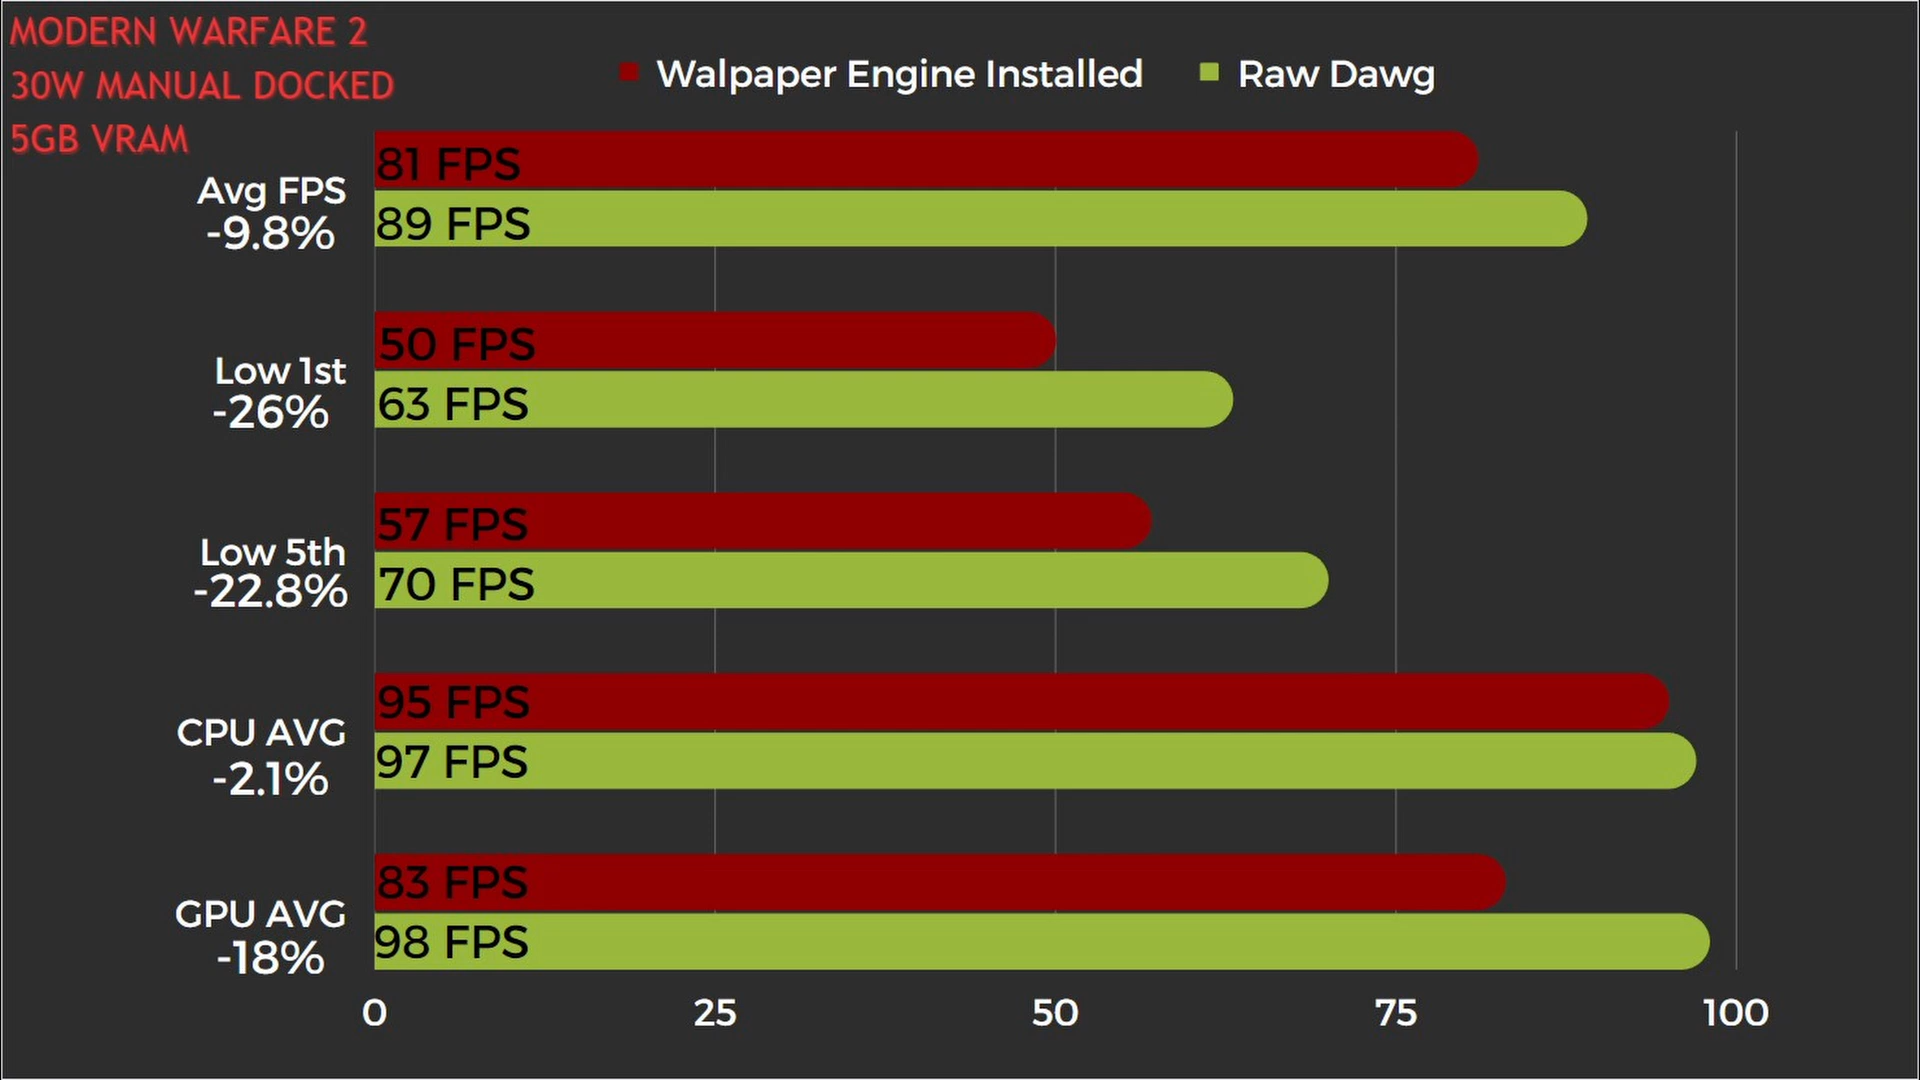 MODERN WARFARE 2
30W MANUAL DOCKED
5GB VRAM
Walpaper Engine Installed
Raw Dawg
Avg FPS
-9.8%
81 FPS
89 FPS
Low 1st
-26%
50 FPS
63 FPS
Low 5th
-22.8%
57 FPS
70 FPS
CPU AVG
-2.1%
95 FPS
97 FPS
GPU AVG
-18%
83 FPS
98 FPS
0 25 50 75 100